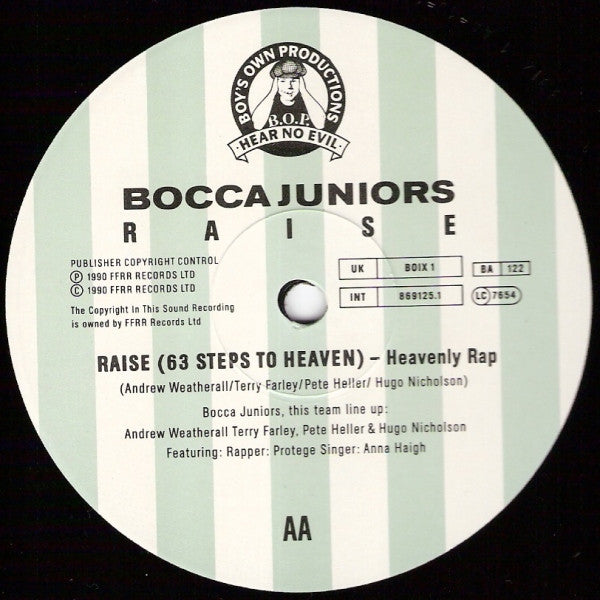 BOY'S OWN PRODUCTIONS
B.O.P.
·HEAR NO EVIL·
BOCCA JUNIORS
RAISE
PUBLISHER COPYRIGHT CONTROL
Ⓟ 1990 FFRR RECORDS LTD
© 1990 FFRR RECORDS LTD
The Copyright In This Sound Recording
is owned by FFRR Records Ltd
UK BOIX 1 BA 122
INT 869125.1 LC 7654
RAISE (63 STEPS TO HEAVEN) – Heavenly Rap
(Andrew Weatherall/Terry Farley/Pete Heller/ Hugo Nicholson)
Bocca Juniors, this team line up:
Andrew Weatherall Terry Farley, Pete Heller & Hugo Nicholson
Featuring: Rapper: Protege Singer: Anna Haigh
AA